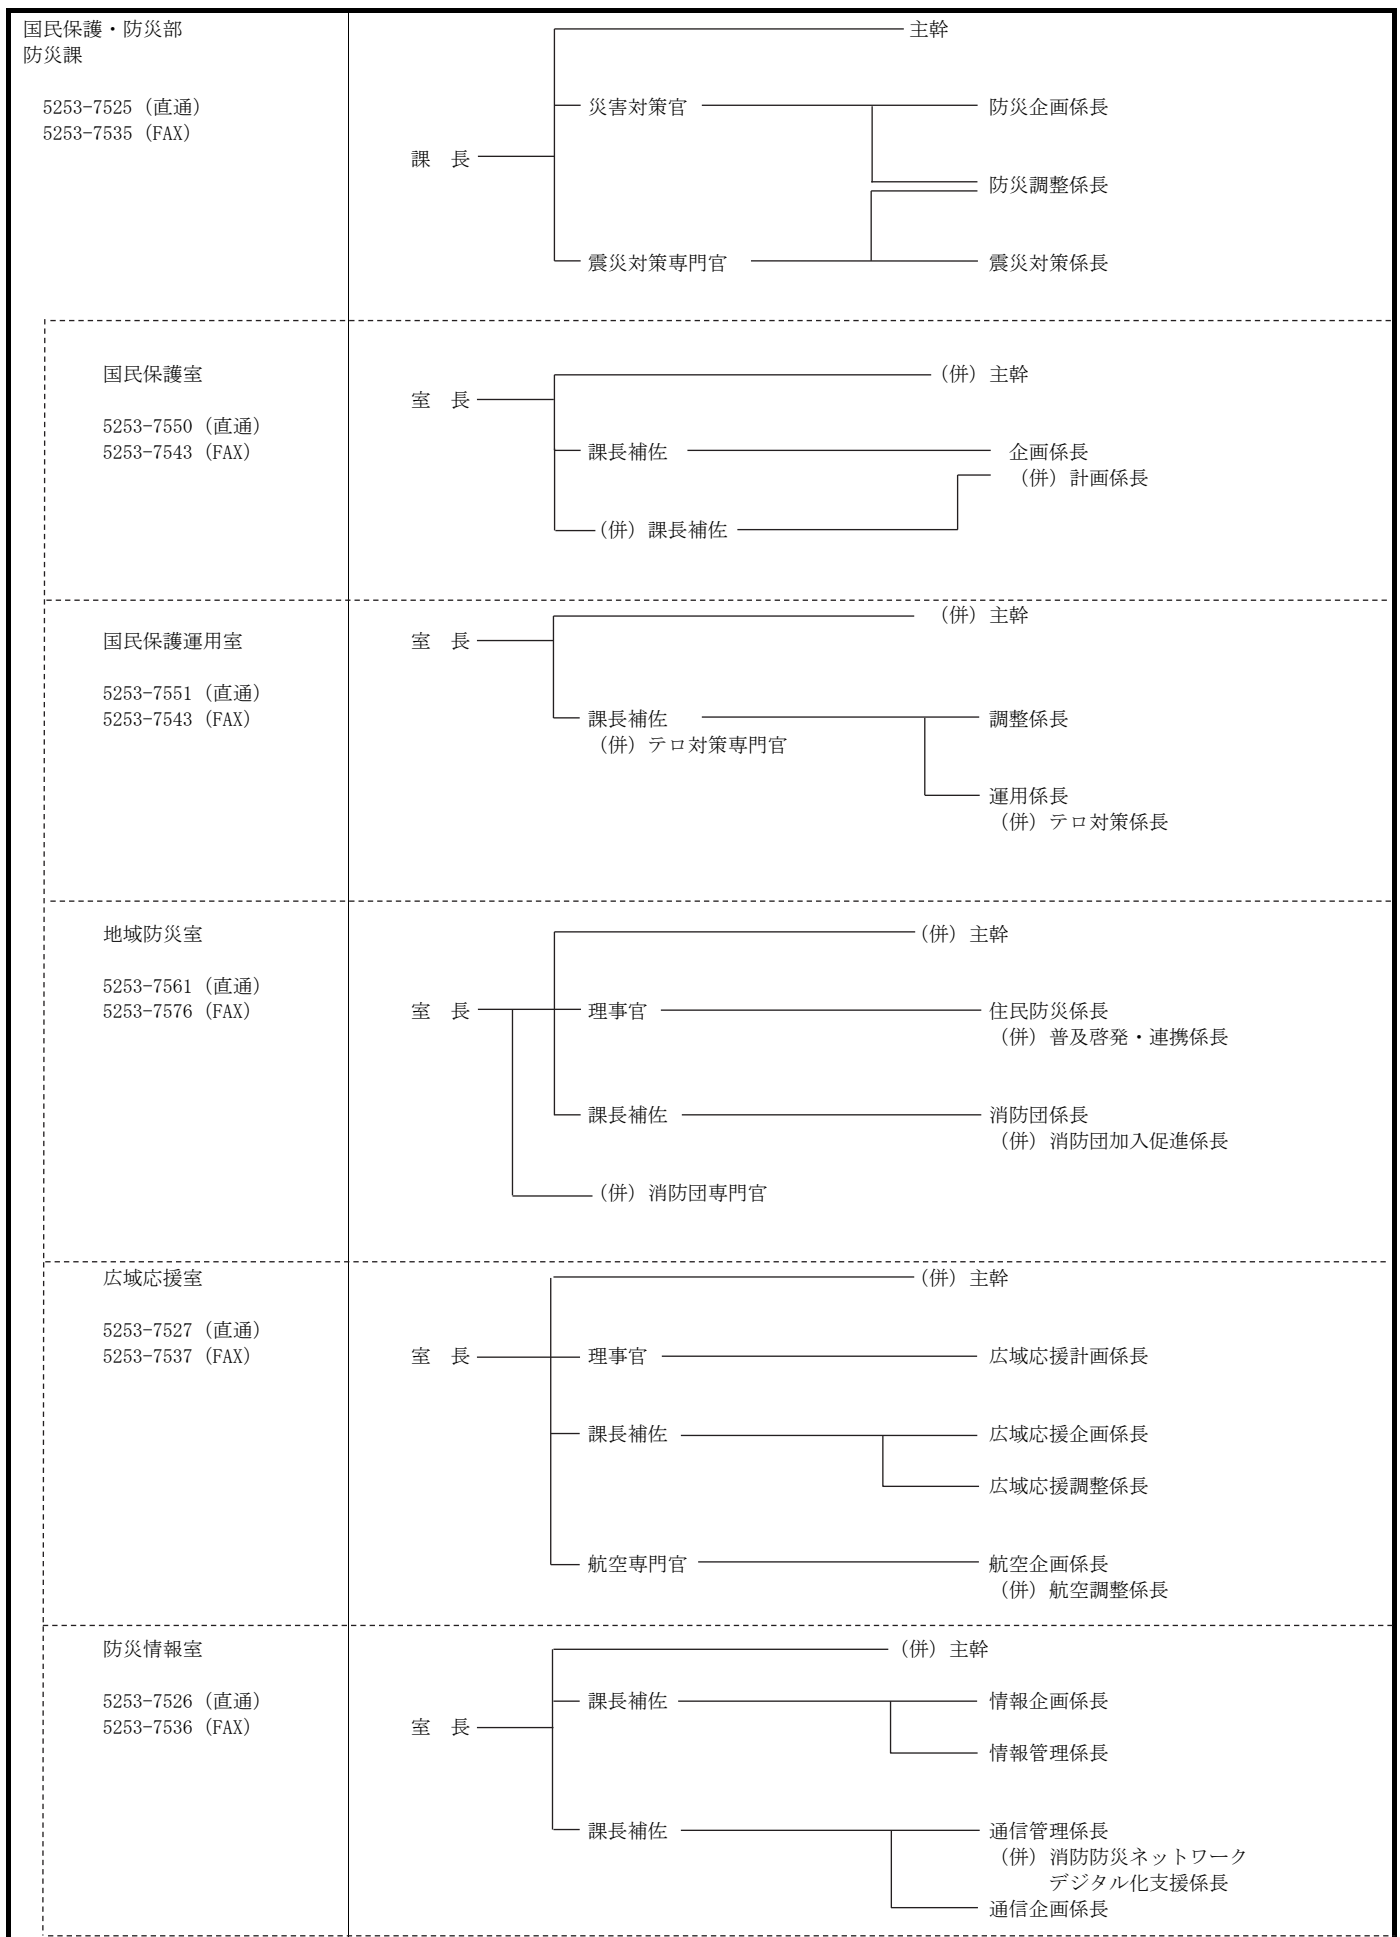 国民保護・防災部
防災課
5253-7525（直通）
5253-7535（FAX）
主幹
災害対策官
防災企画係長
課　長
防災調整係長
震災対策専門官
震災対策係長
国民保護室
5253-7550（直通）
5253-7543（FAX）
（併）主幹
室　長
課長補佐
企画係長
（併）計画係長
（併）課長補佐
国民保護運用室
5253-7551（直通）
5253-7543（FAX）
（併）主幹
室　長
課長補佐
（併）テロ対策専門官
調整係長
運用係長
（併）テロ対策係長
地域防災室
5253-7561（直通）
5253-7576（FAX）
（併）主幹
室　長
理事官
住民防災係長
（併）普及啓発・連携係長
課長補佐
消防団係長
（併）消防団加入促進係長
（併）消防団専門官
広域応援室
5253-7527（直通）
5253-7537（FAX）
（併）主幹
室　長
理事官
広域応援計画係長
課長補佐
広域応援企画係長
広域応援調整係長
航空専門官
航空企画係長
（併）航空調整係長
防災情報室
5253-7526（直通）
5253-7536（FAX）
（併）主幹
課長補佐
情報企画係長
室　長
情報管理係長
課長補佐
通信管理係長
（併）消防防災ネットワーク
デジタル化支援係長
通信企画係長